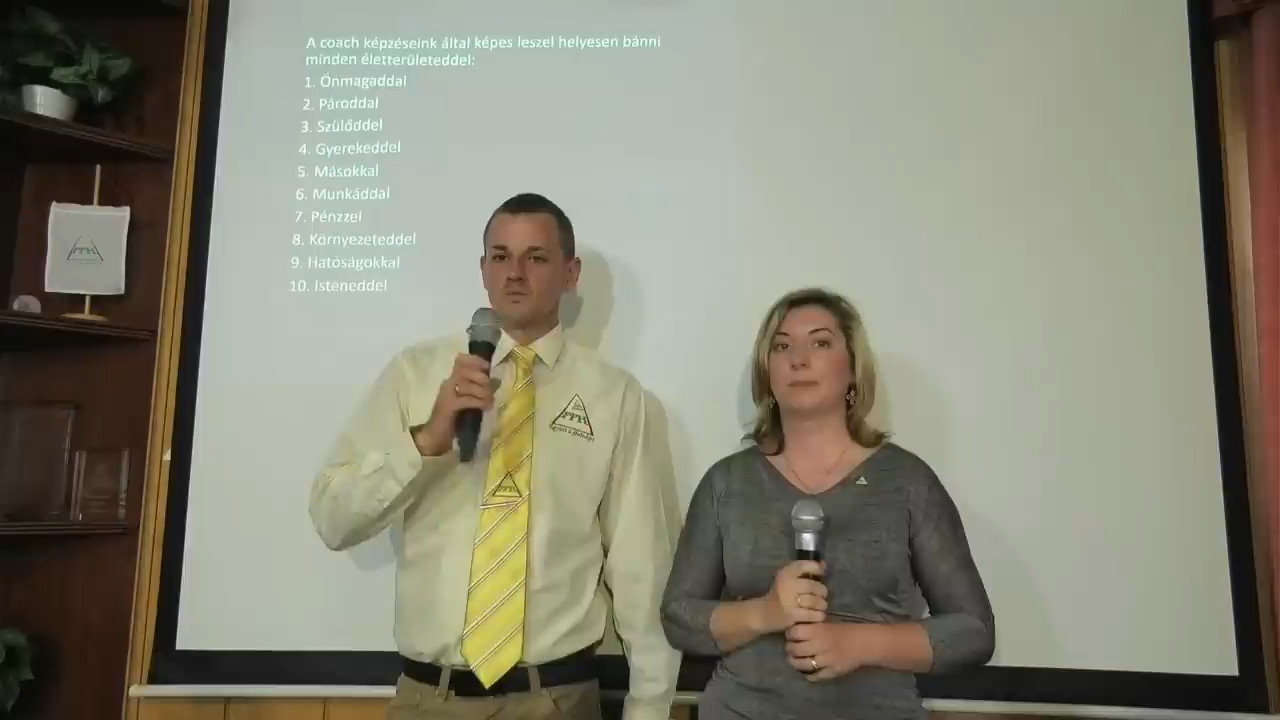 A coach képzéseink által képes leszel helyesen bánni
minden életterületeddel:
1. Önmagaddal
2. Pároddal
3. Szülőddel
4. Gyerekeddel
5. Másokkal
6. Munkáddal
7. Pénzzel
8. Környezeteddel
9. Hatóságokkal
10. Isteneddel